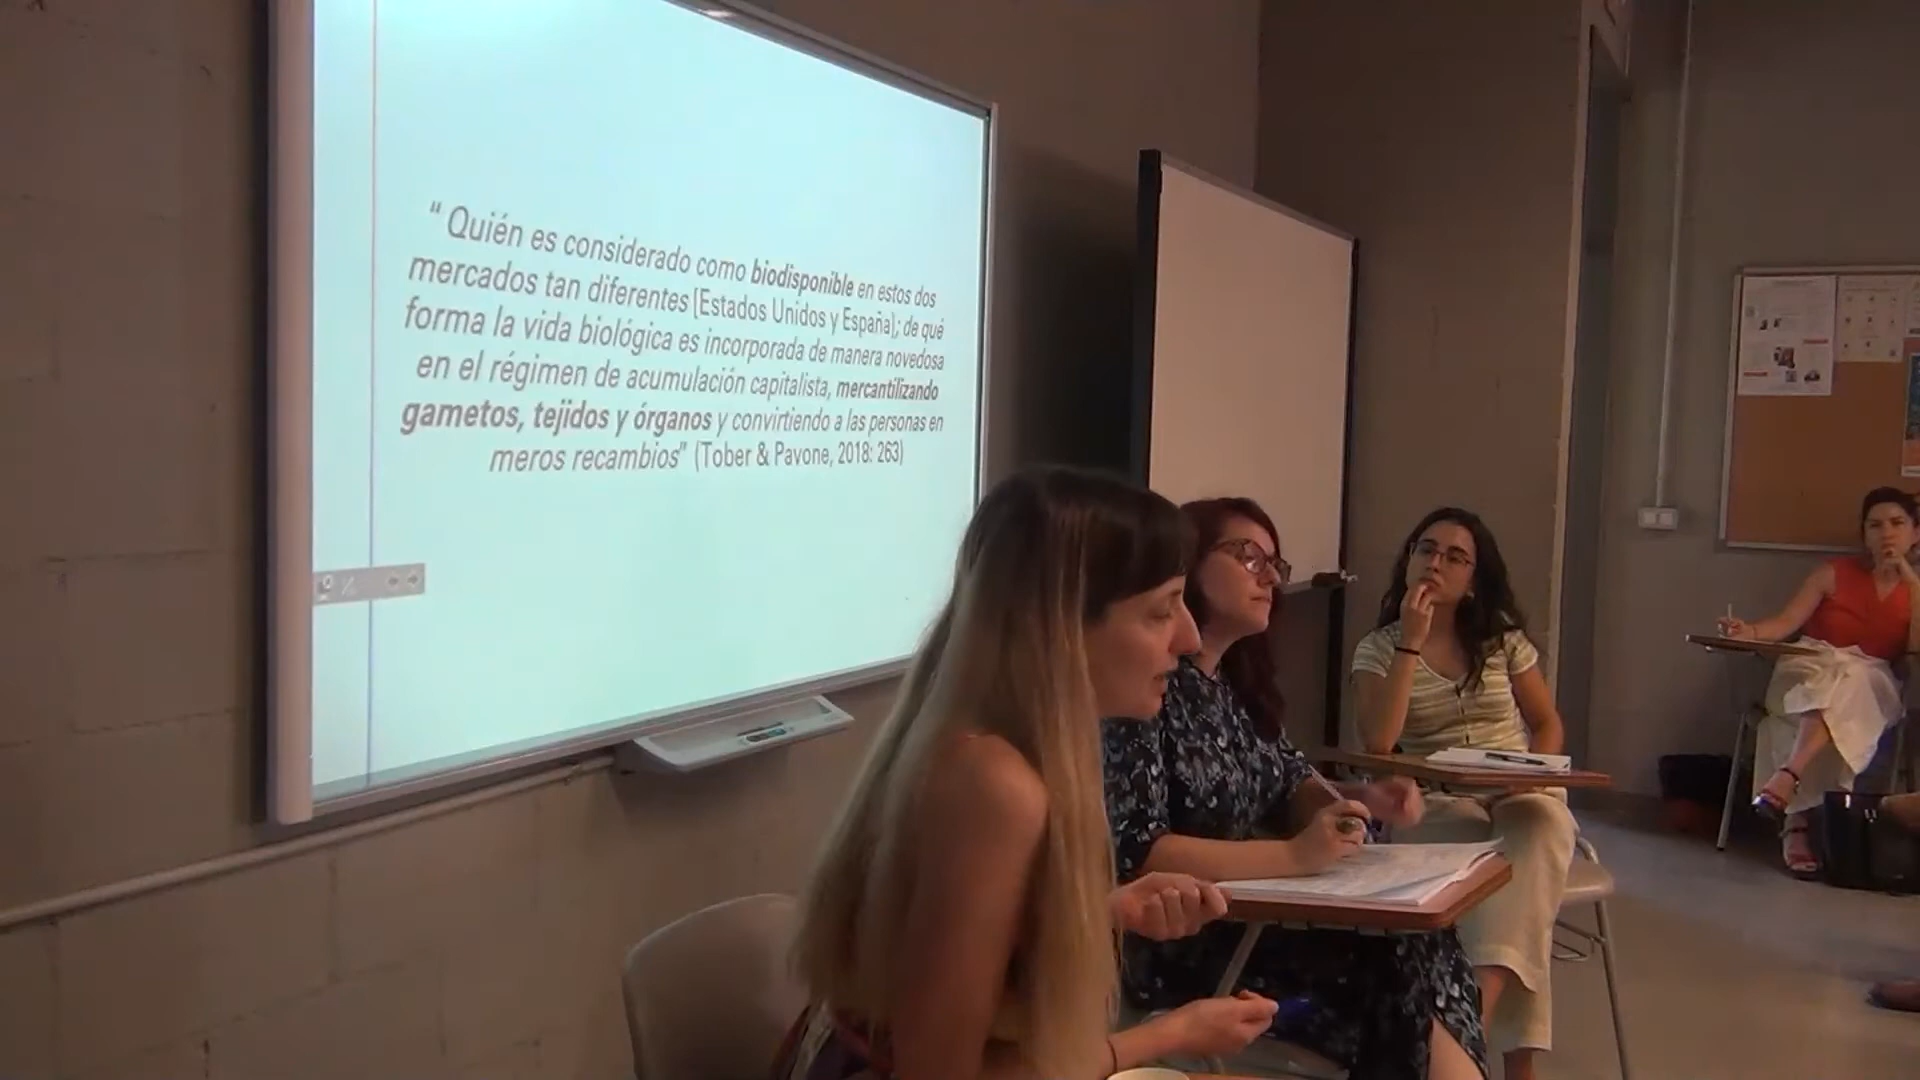 “ Quién es considerado como biodisponible en estos dos
mercados tan diferentes (Estados Unidos y España); de qué
forma la vida biológica es incorporada de manera novedosa
en el régimen de acumulación capitalista, mercantilizando
gametos, tejidos y órganos y convirtiendo a las personas en
meros recambios” (Tober & Pavone, 2018: 263)